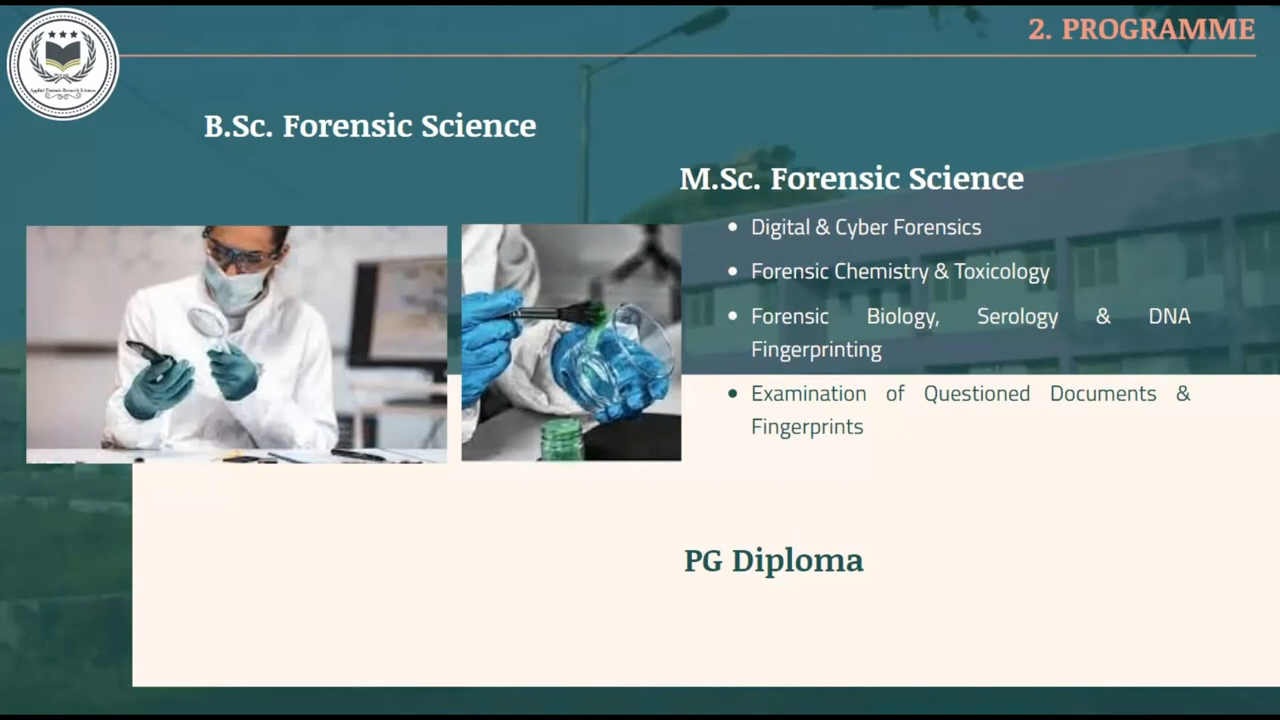 2. PROGRAMME
B.Sc. Forensic Science
M.Sc. Forensic Science
• Digital & Cyber Forensics
• Forensic Chemistry & Toxicology
• Forensic Biology, Serology & DNA
Fingerprinting
• Examination of Questioned Documents &
Fingerprints
PG Diploma